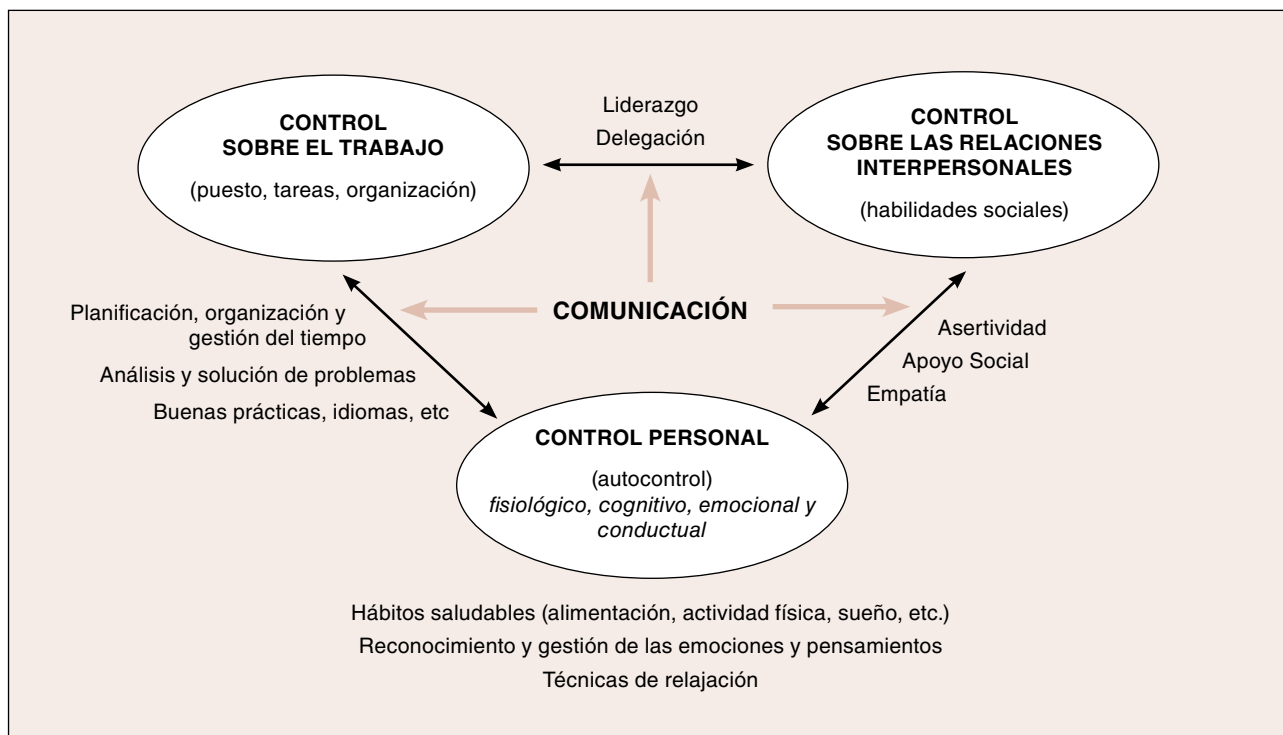 CONTROL
SOBRE EL TRABAJO
(puesto, tareas, organización)
Liderazgo
Delegación
CONTROL
SOBRE LAS RELACIONES
INTERPERSONALES
(habilidades sociales)
COMUNICACIÓN
Planificación, organización y
gestión del tiempo
Análisis y solución de problemas
Buenas prácticas, idiomas, etc
Asertividad
Apoyo Social
Empatía
CONTROL PERSONAL
(autocontrol)
fisiológico, cognitivo, emocional y
conductual
Hábitos saludables (alimentación, actividad física, sueño, etc.)
Reconocimiento y gestión de las emociones y pensamientos
Técnicas de relajación